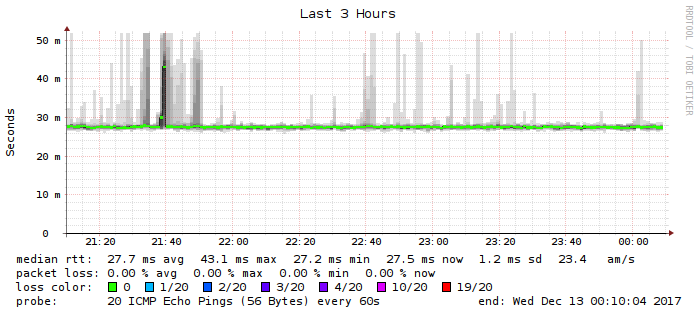 Last 3 Hours
RRDTOOL / TOBI OETIKER
Seconds
50 m
40 m
30 m
20 m
10 m
0
21:20 21:40 22:00 22:20 22:40 23:00 23:20 23:40 00:00
median rtt: 27.7 ms avg 43.1 ms max 27.2 ms min 27.5 ms now 1.2 ms sd 23.4 am/s
packet loss: 0.00 % avg 0.00 % max 0.00 % min 0.00 % now
loss color: 0 1/20 2/20 3/20 4/20 10/20 19/20
probe: 20 ICMP Echo Pings (56 Bytes) every 60s end: Wed Dec 13 00:10:04 2017